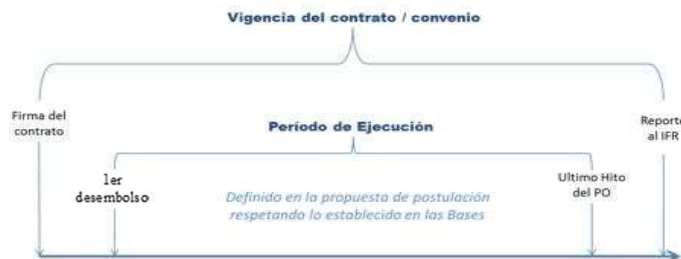 Vigencia del contrato / convenio
Firma del
contrato
Reporte
al IFR
Período de Ejecución
1er
desembolso
Ultimo Hito
del PO
Definido en la propuesta de postulación
respetando lo establecido en las Bases